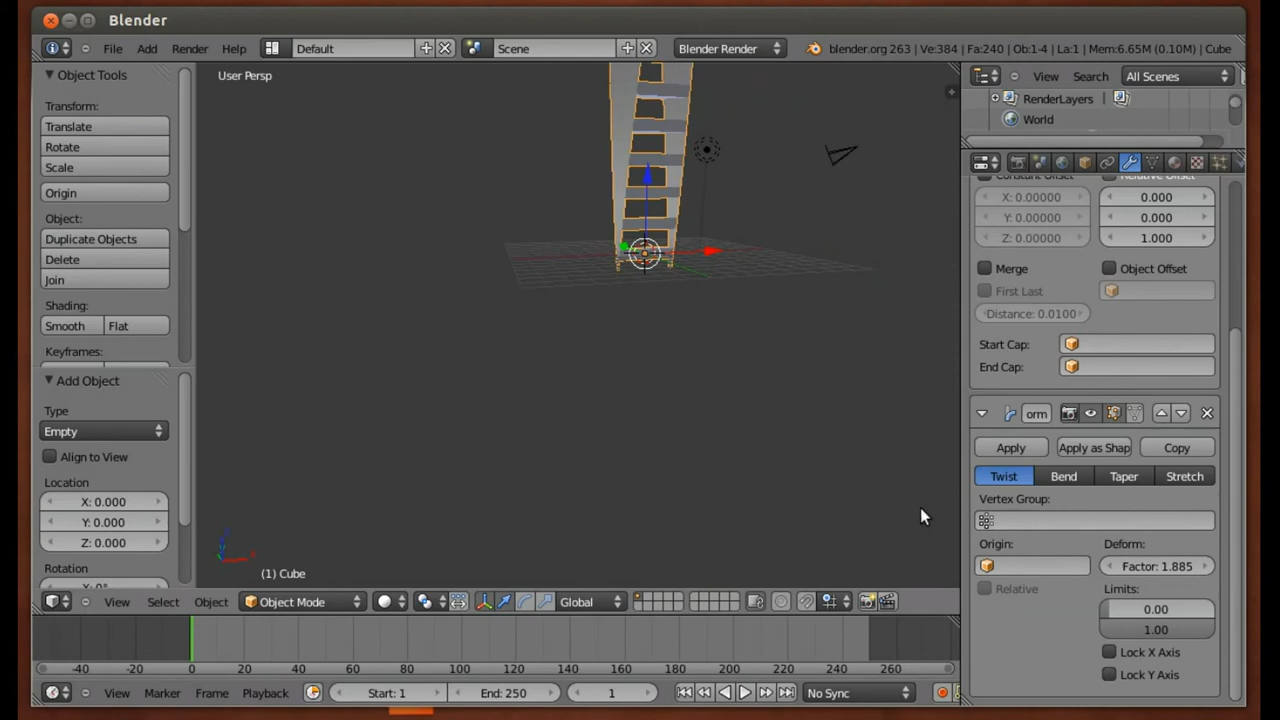 Blender
File Add Render Help Default Scene Blender Render blender.org 263 | Ve:384 | Fa:240 | Ob:1-4 | La:1 | Mem:6.65M (0.10M) | Cube
Object Tools
Transform:
Translate
Rotate
Scale
Origin
Object:
Duplicate Objects
Delete
Join
Shading:
Smooth Flat
Keyframes:
Add Object
Type
Empty
Align to View
Location
X: 0.000
Y: 0.000
Z: 0.000
Rotation
X: 0°
User Persp
(1) Cube
View Select Object Object Mode Global
-40 -20 0 20 40 60 80 100 120 140 160 180 200 220 240 260
View Marker Frame Playback Start: 1 End: 250 1 No Sync
View Search All Scenes
RenderLayers
World
Constant Offset Relative Offset
X: 0.00000 0.000
Y: 0.00000 0.000
Z: 0.00000 1.000
Merge Object Offset
First Last
Distance: 0.0100
Start Cap:
End Cap:
orm
Apply Apply as Shap Copy
Twist Bend Taper Stretch
Vertex Group:
Origin: Deform:
Factor: 1.885
Relative Limits:
0.00
1.00
Lock X Axis
Lock Y Axis